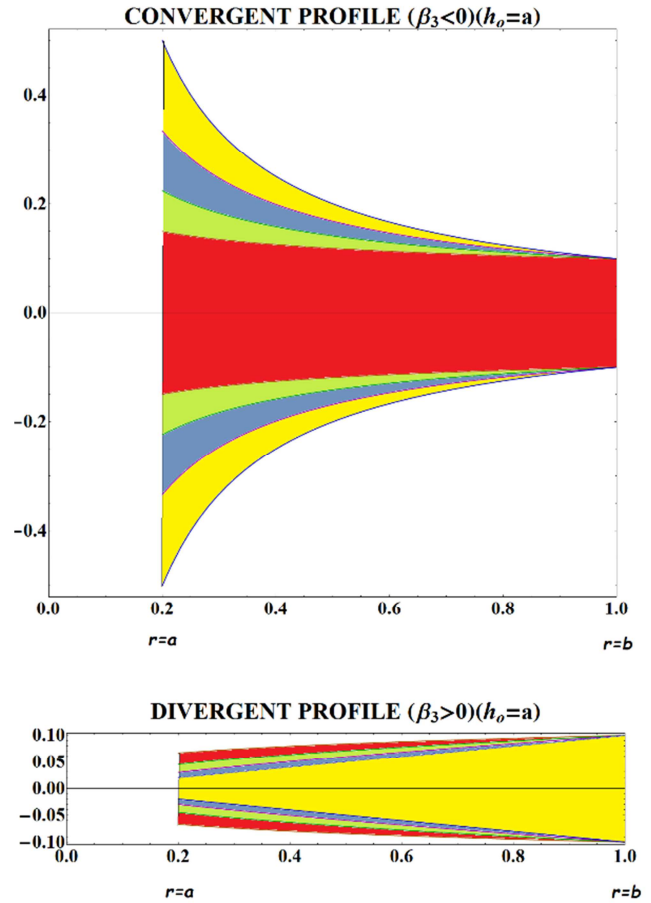 CONVERGENT PROFILE (β₃<0)(hₒ=a)
0.4
0.2
0.0
−0.2
−0.4
0.0 0.2 0.4 0.6 0.8 1.0
r=a r=b
DIVERGENT PROFILE (β₃>0)(hₒ=a)
0.10
0.05
0.00
−0.05
−0.10
0.0 0.2 0.4 0.6 0.8 1.0
r=a r=b